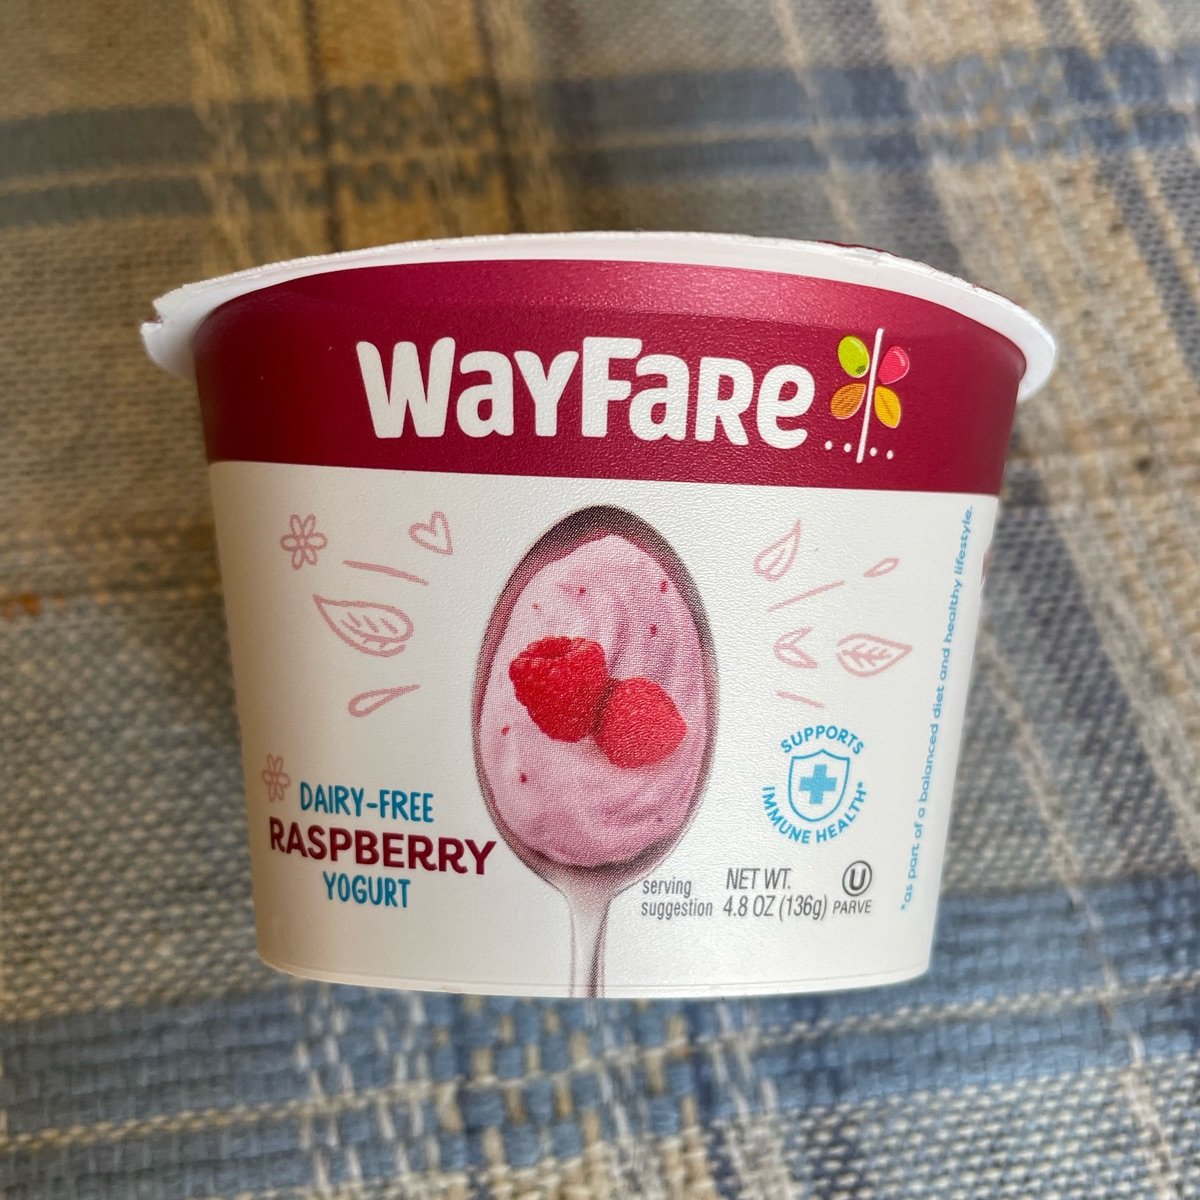 WayFare
DAIRY-FREE
RASPBERRY
YOGURT
SUPPORTS
IMMUNE HEALTH*
serving
suggestion
NET WT.
4.8 OZ (136g)
U
PARVE
*as part of a balanced diet and healthy lifestyle.